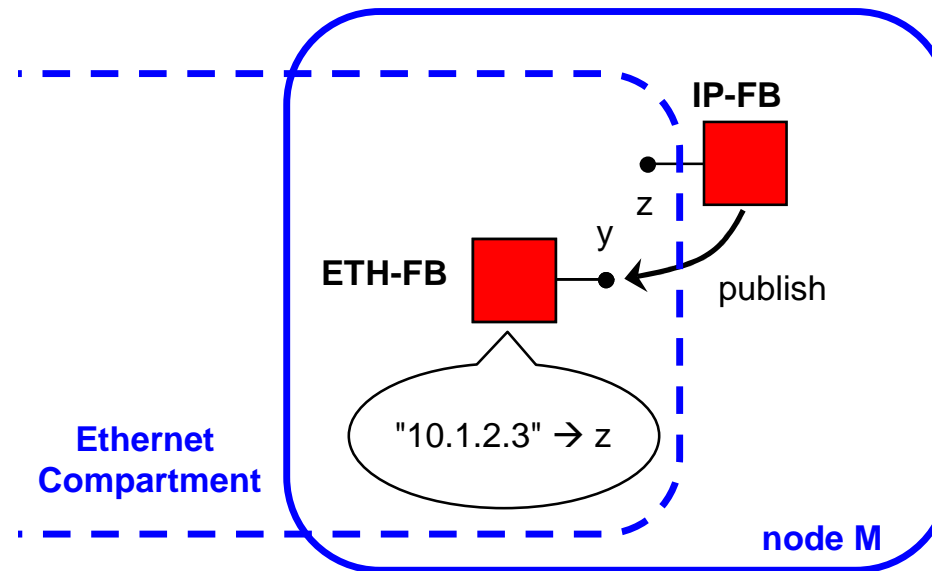 IP-FB
z
y
ETH-FB
publish
"10.1.2.3" → z
Ethernet
Compartment
node M